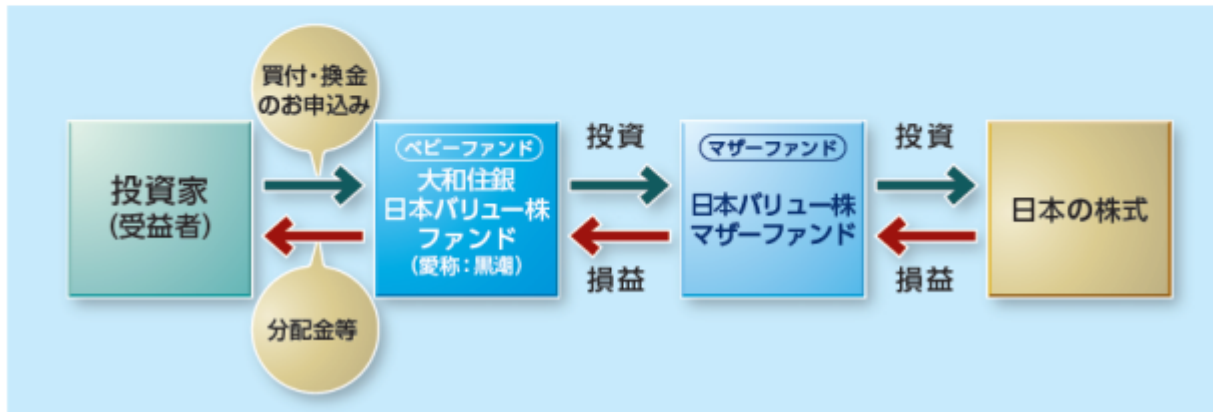 買付・換金
のお申込み
投資家
(受益者)
分配金等
ベビーファンド
大和住銀
日本バリュー株
ファンド
(愛称：黒潮)
投資
損益
マザーファンド
日本バリュー株
マザーファンド
投資
損益
日本の株式